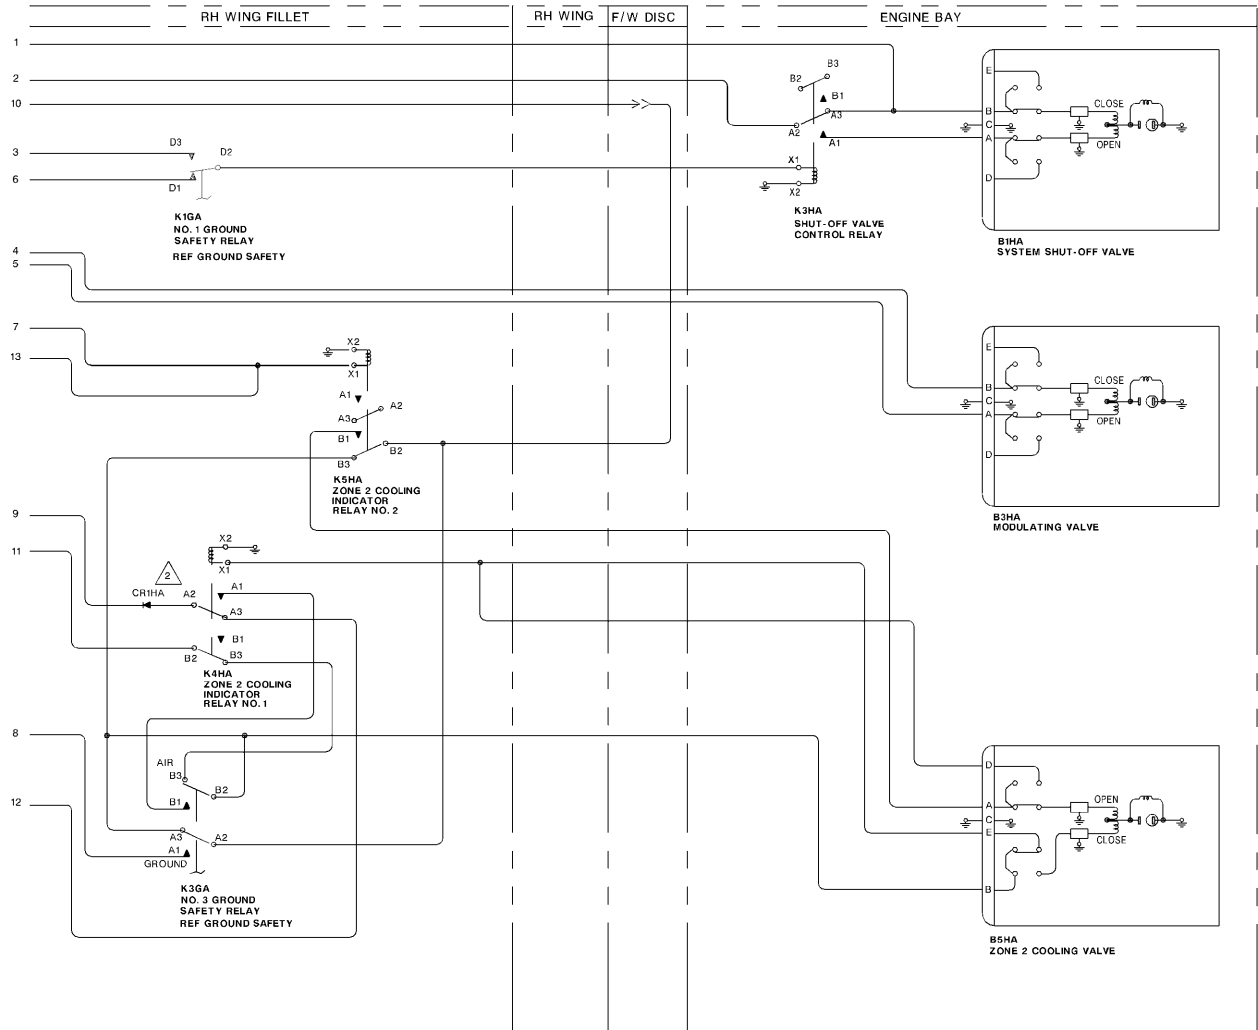 RH WING FILLET
RH WING
F/W DISC
ENGINE BAY
1
2
10
3
6
4
5
7
13
9
11
8
12
D3
D2
D1
K1GA
NO. 1 GROUND
SAFETY RELAY
REF GROUND SAFETY
B3
B2
B1
A3
A2
A1
X1
X2
K3HA
SHUT-OFF VALVE
CONTROL RELAY
E
B
C
A
D
CLOSE
OPEN
B1HA
SYSTEM SHUT-OFF VALVE
X2
X1
A1
A2
A3
B1
B2
B3
K5HA
ZONE 2 COOLING
INDICATOR
RELAY NO. 2
E
B
C
A
D
CLOSE
OPEN
B3HA
MODULATING VALVE
X2
X1
2
CR1HA
A2
A1
A3
B1
B2
B3
K4HA
ZONE 2 COOLING
INDICATOR
RELAY NO. 1
AIR
B3
B2
B1
A3
A2
A1
GROUND
K3GA
NO. 3 GROUND
SAFETY RELAY
REF GROUND SAFETY
D
A
C
E
B
OPEN
CLOSE
B5HA
ZONE 2 COOLING VALVE